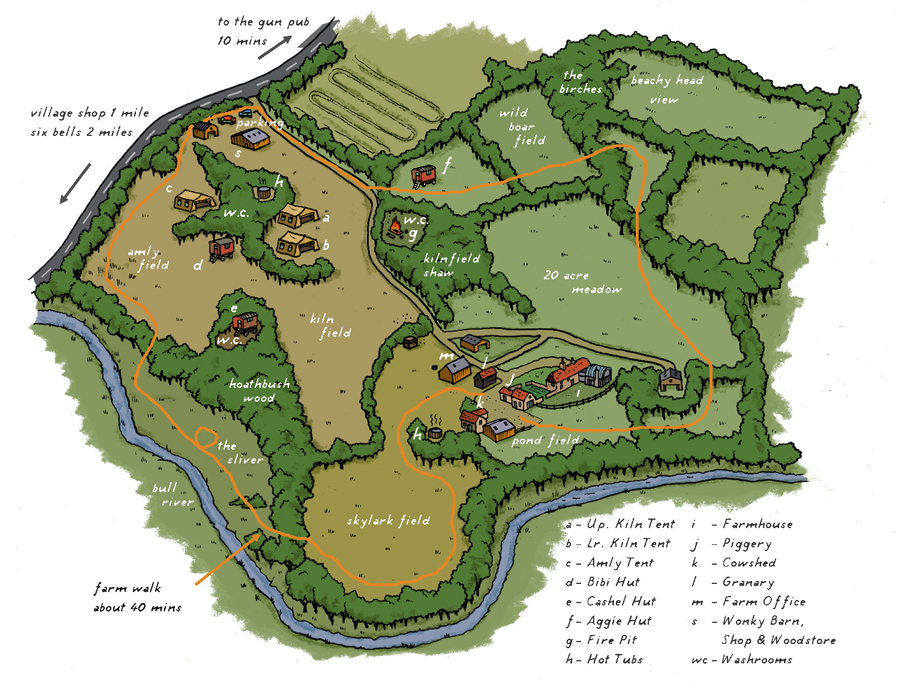 to the gun pub
10 mins
village shop 1 mile
six bells 2 miles
parking
s
the
birches
beachy head
view
wild
boar
field
f
c
h
w.c.
a
b
d
amly
field
w.c.
g
kilnfield
shaw
20 acre
meadow
e
w.c.
kiln
field
hoathbush
wood
m
l
j
i
k
h
pond field
the
sliver
bull
river
skylark field
farm walk
about 40 mins
a - Up. Kiln Tent
b - Lr. Kiln Tent
c - Amly Tent
d - Bibi Hut
e - Cashel Hut
f - Aggie Hut
g - Fire Pit
h - Hot Tubs
i - Farmhouse
j - Piggery
k - Cowshed
l - Granary
m - Farm Office
s - Wonky Barn,
Shop & Woodstore
wc - Washrooms